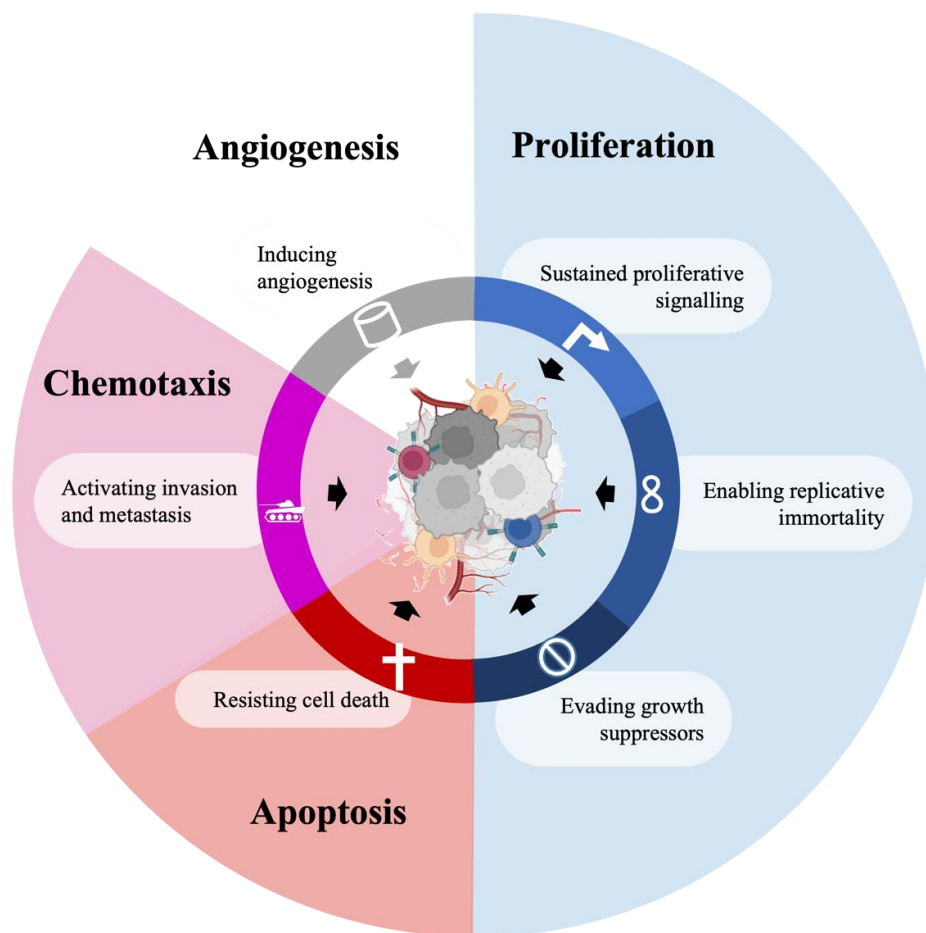 Angiogenesis
Proliferation
Inducing
angiogenesis
Sustained proliferative
signalling
Chemotaxis
Activating invasion
and metastasis
Enabling replicative
immortality
Resisting cell death
Evading growth
suppressors
Apoptosis